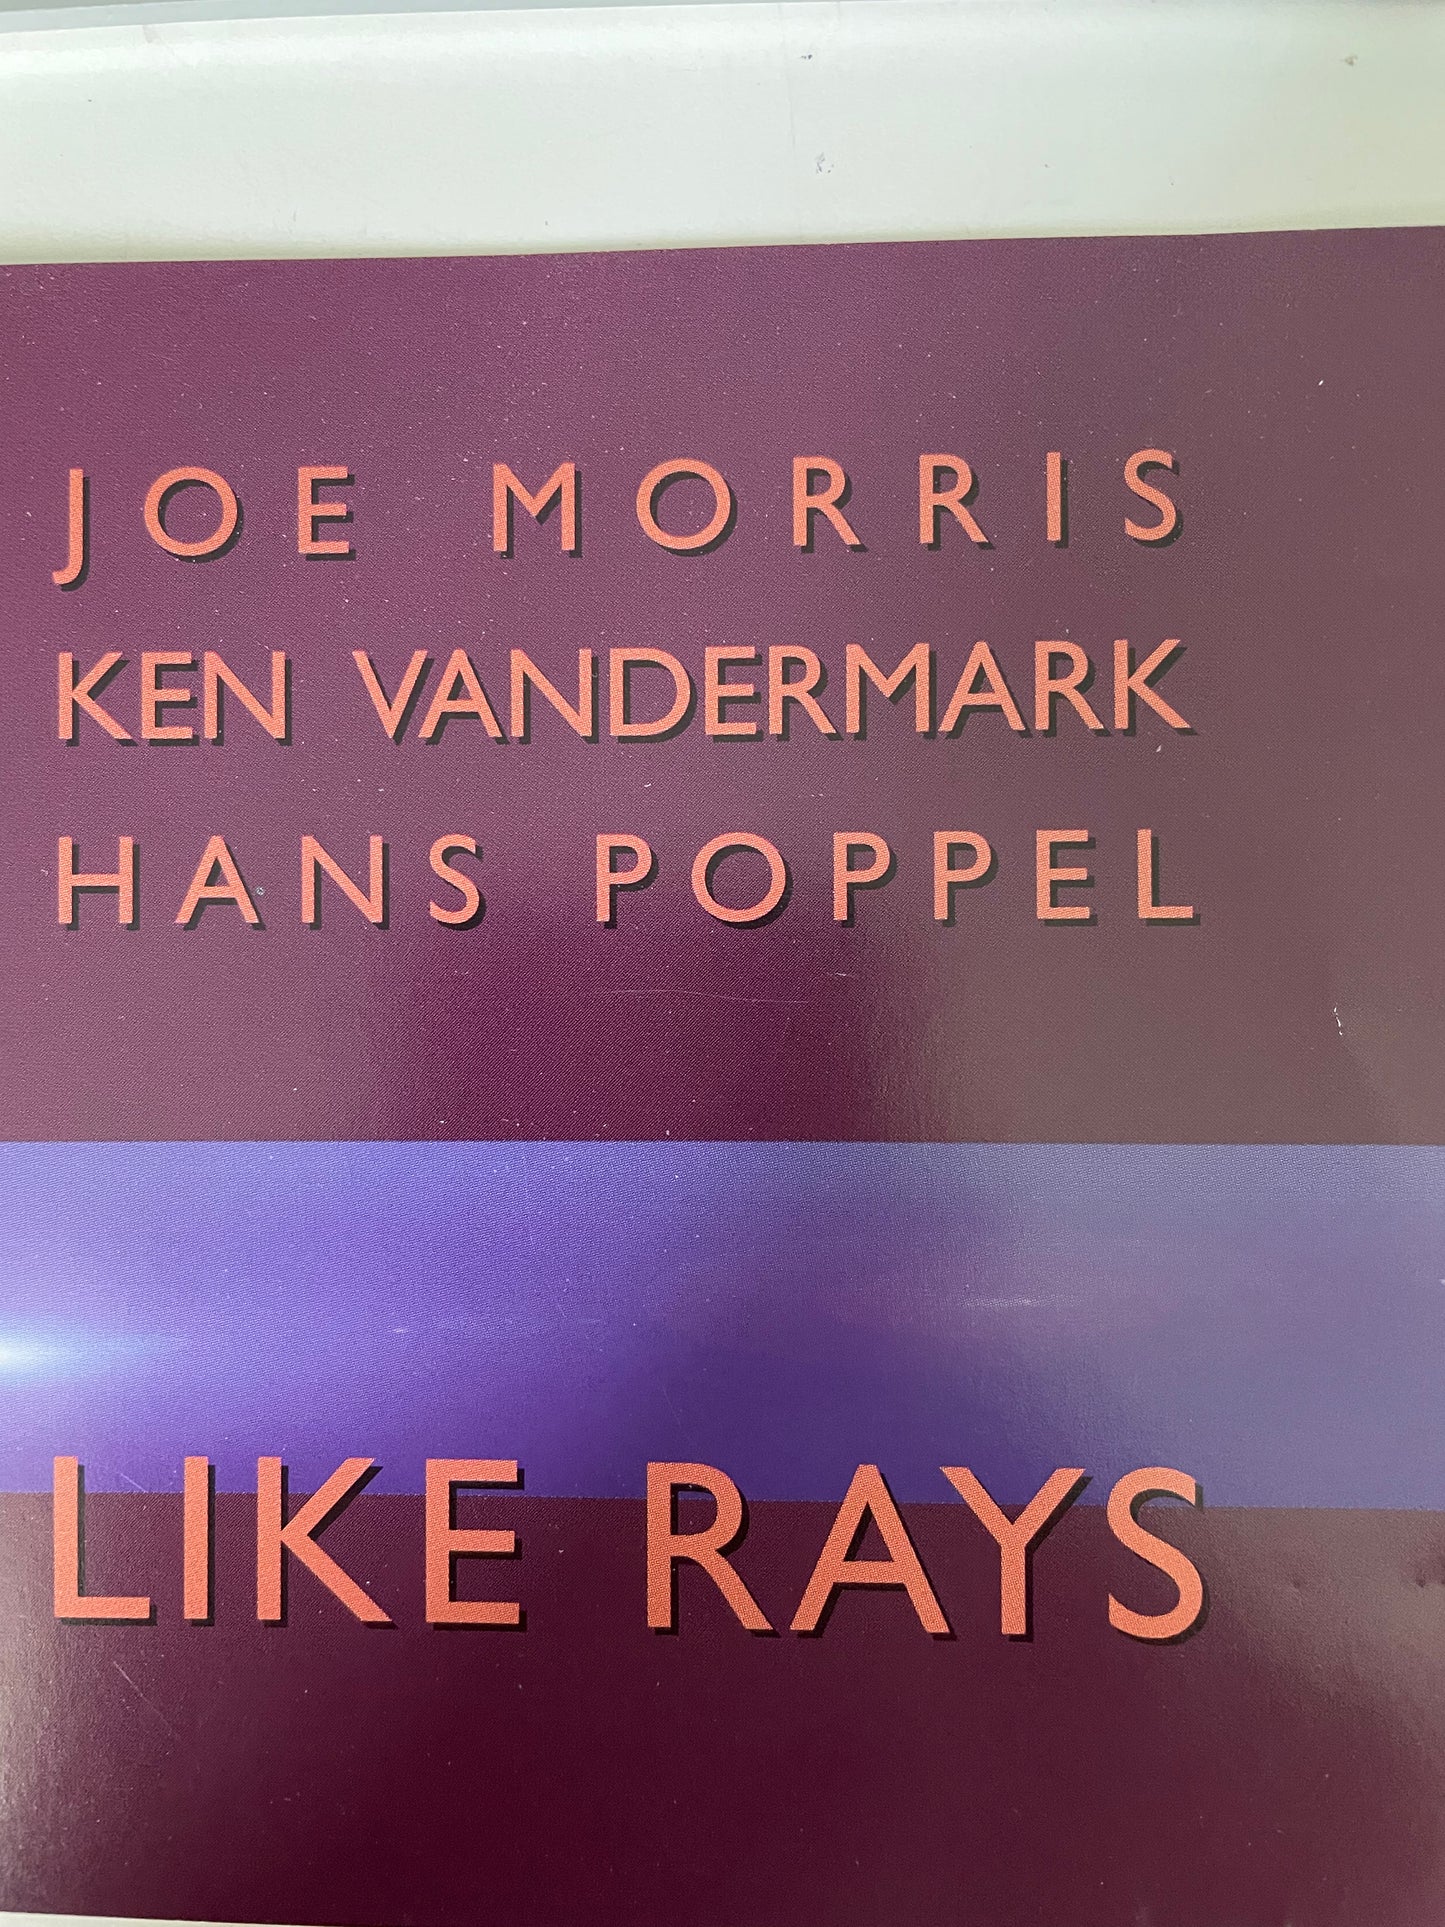 JOE MORRIS
KEN VANDERMARK
HANS POPPEL
LIKE RAYS